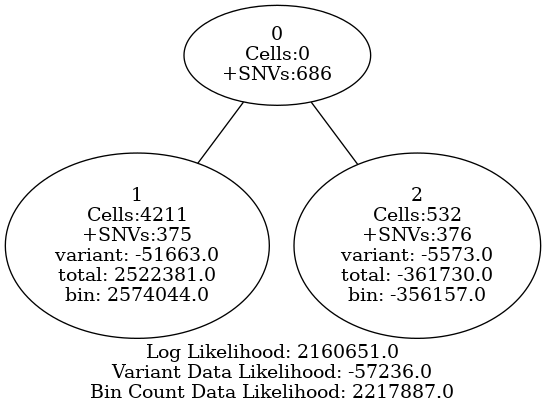 0
Cells:0
+SNVs:686
1
Cells:4211
+SNVs:375
variant: -51663.0
total: 2522381.0
bin: 2574044.0
2
Cells:532
+SNVs:376
variant: -5573.0
total: -361730.0
bin: -356157.0
Log Likelihood: 2160651.0
Variant Data Likelihood: -57236.0
Bin Count Data Likelihood: 2217887.0